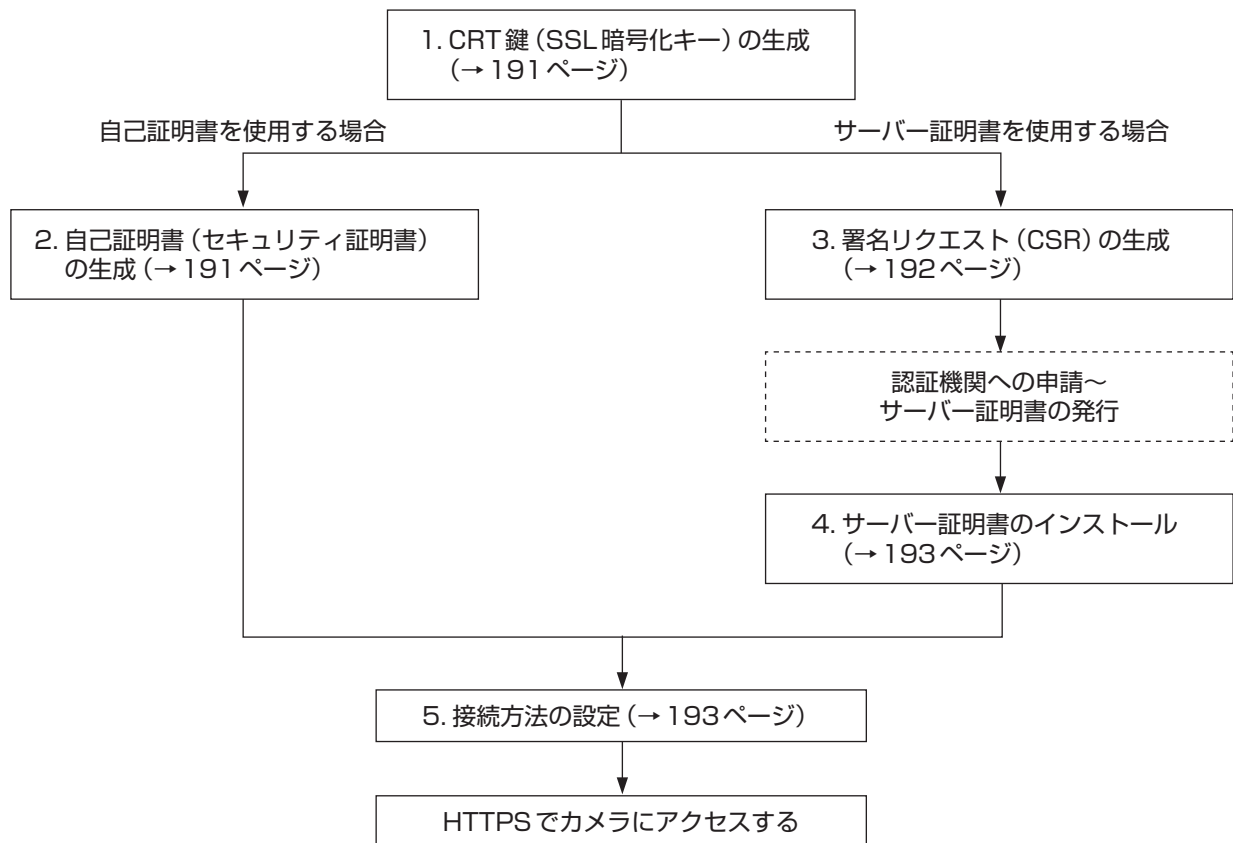 1. CRT鍵（SSL暗号化キー）の生成
（→191ページ）
自己証明書を使用する場合
サーバー証明書を使用する場合
2. 自己証明書（セキュリティ証明書）
の生成（→191ページ）
3. 署名リクエスト（CSR）の生成
（→192ページ）
認証機関への申請～
サーバー証明書の発行
4. サーバー証明書のインストール
（→193ページ）
5. 接続方法の設定（→193ページ）
HTTPSでカメラにアクセスする